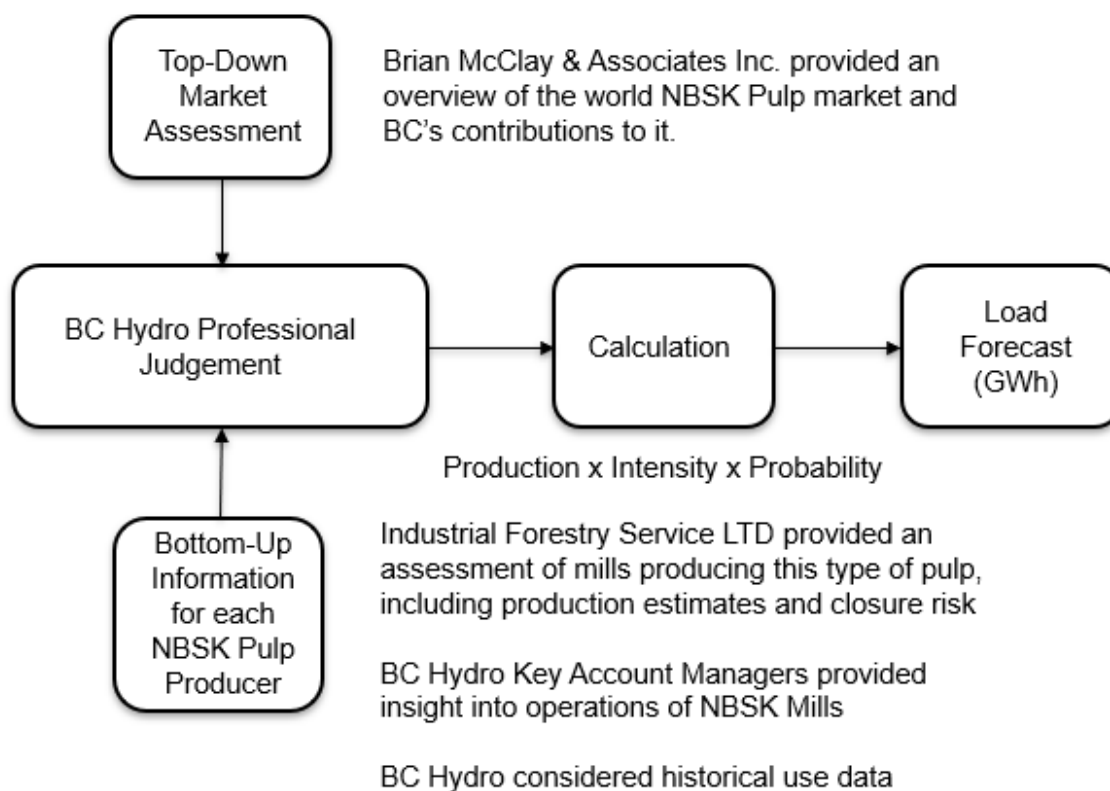 Top-Down
Market
Assessment
Brian McClay & Associates Inc. provided an
overview of the world NBSK Pulp market and
BC's contributions to it.
BC Hydro Professional
Judgement
Calculation
Load
Forecast
(GWh)
Production x Intensity x Probability
Bottom-Up
Information
for each
NBSK Pulp
Producer
Industrial Forestry Service LTD provided an
assessment of mills producing this type of pulp,
including production estimates and closure risk
BC Hydro Key Account Managers provided
insight into operations of NBSK Mills
BC Hydro considered historical use data